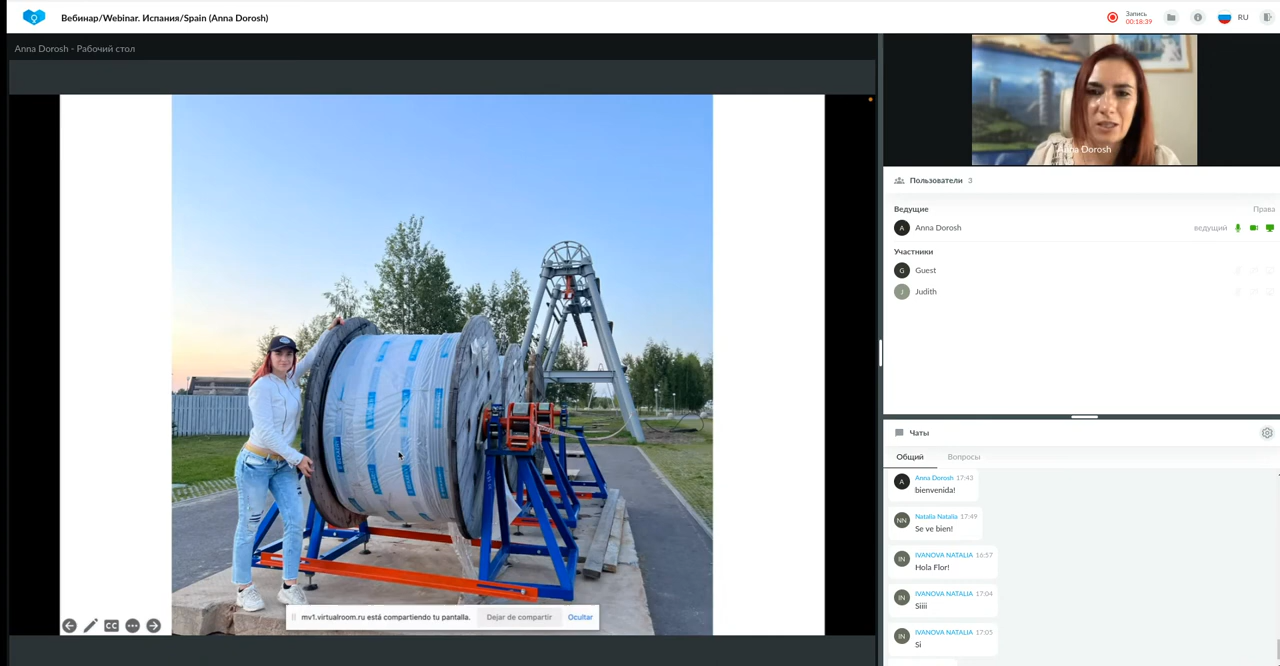 Вебинар/Webinar. Испания/Spain (Anna Dorosh)
Запись
00:18:39
RU
Anna Dorosh - Рабочий стол
Anna Dorosh
Пользователи 3
Ведущие Права
A Anna Dorosh ведущий
Участники
G Guest
J Judith
Чаты
Общий Вопросы
A Anna Dorosh 17:43
bienvenida!
NN Natalia Natalia 17:49
Se ve bien!
IN IVANOVA NATALIA 16:57
Hola Flor!
IN IVANOVA NATALIA 17:04
Siiii
IN IVANOVA NATALIA 17:05
Si
CC
mv1.virtualroom.ru está compartiendo tu pantalla. Dejar de compartir Ocultar